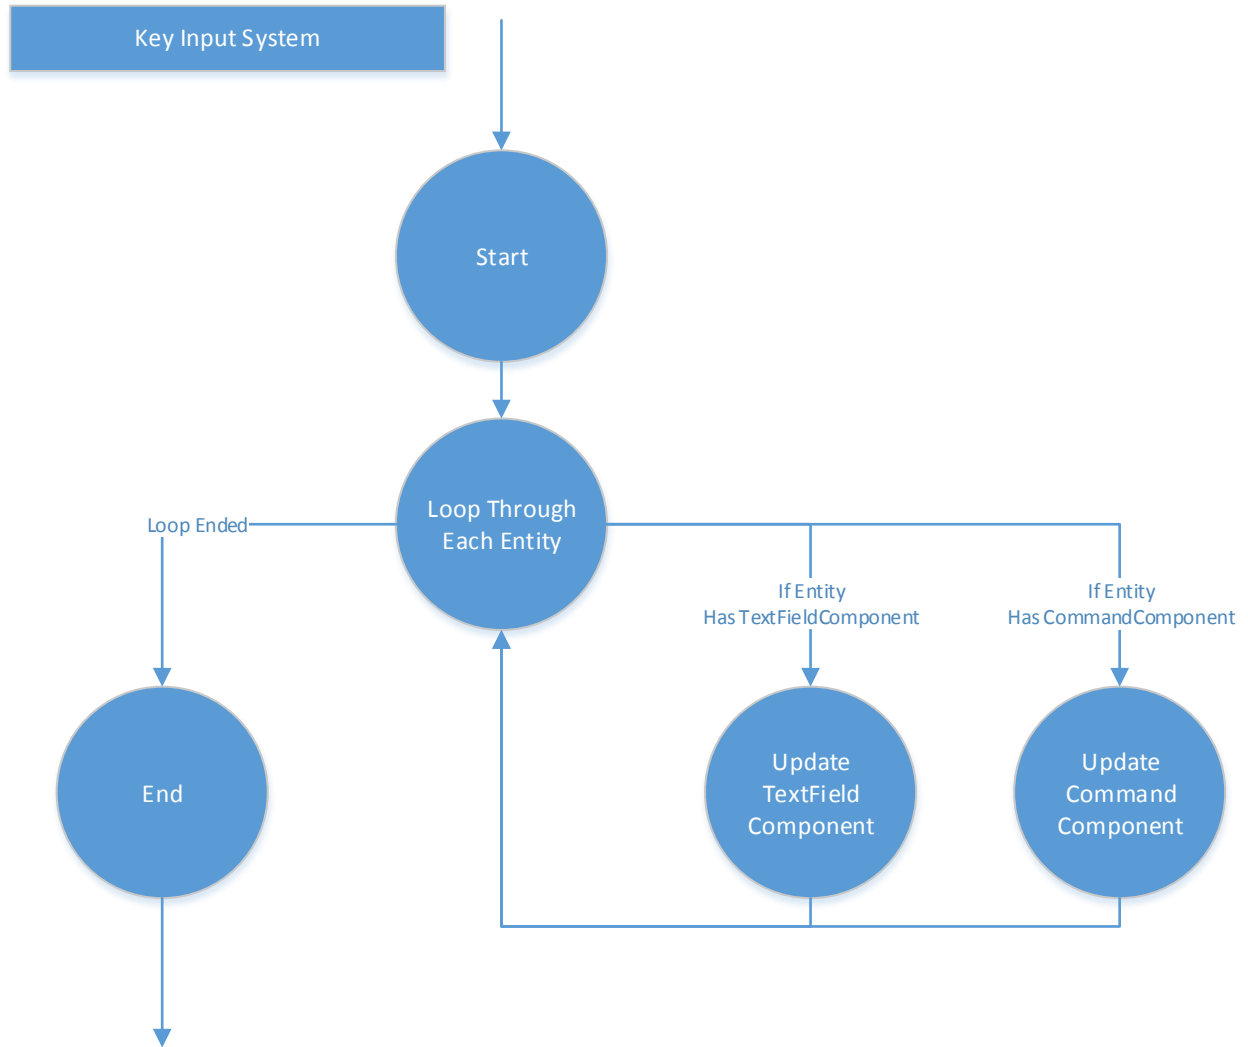 Key Input System
Start
Loop Through
Each Entity
Loop Ended
If Entity
Has TextFieldComponent
If Entity
Has CommandComponent
End
Update
TextField
Component
Update
Command
Component